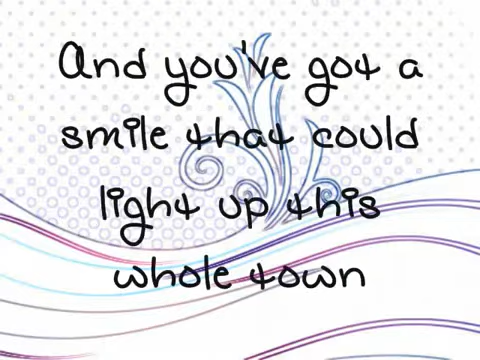 And you've got a
smile that could
light up this
whole town